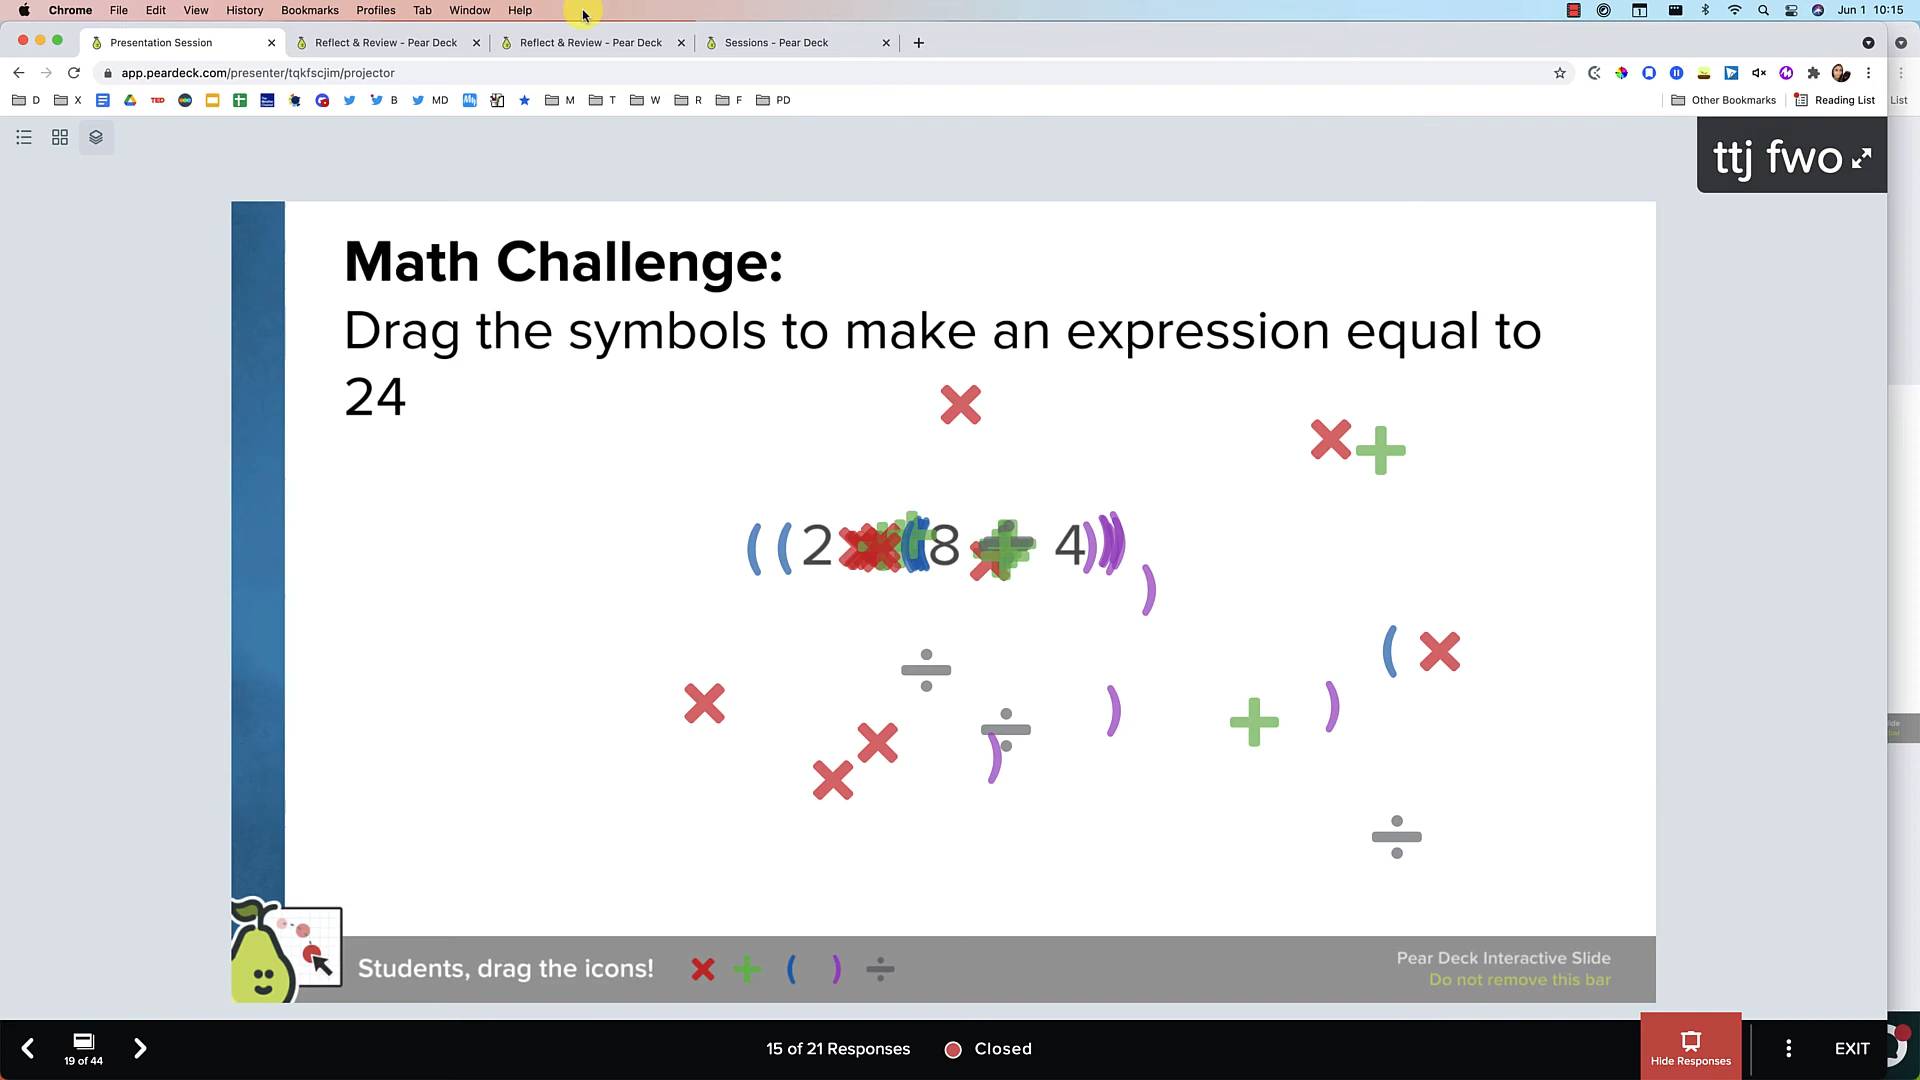 Chrome File Edit View History Bookmarks Profiles Tab Window Help
Jun 1 10:15
Presentation Session
Reflect & Review - Pear Deck
Reflect & Review - Pear Deck
Sessions - Pear Deck
app.peardeck.com/presenter/tqkfscjim/projector
D X TED B MD M T W R F PD
Other Bookmarks Reading List List
ttj fwo
Math Challenge:
Drag the symbols to make an expression equal to
24
( ( 2 × ( 8 + 4 ) )
Students, drag the icons! × + ( ) ÷
Pear Deck Interactive Slide
Do not remove this bar
19 of 44
15 of 21 Responses
Closed
Hide Responses
EXIT